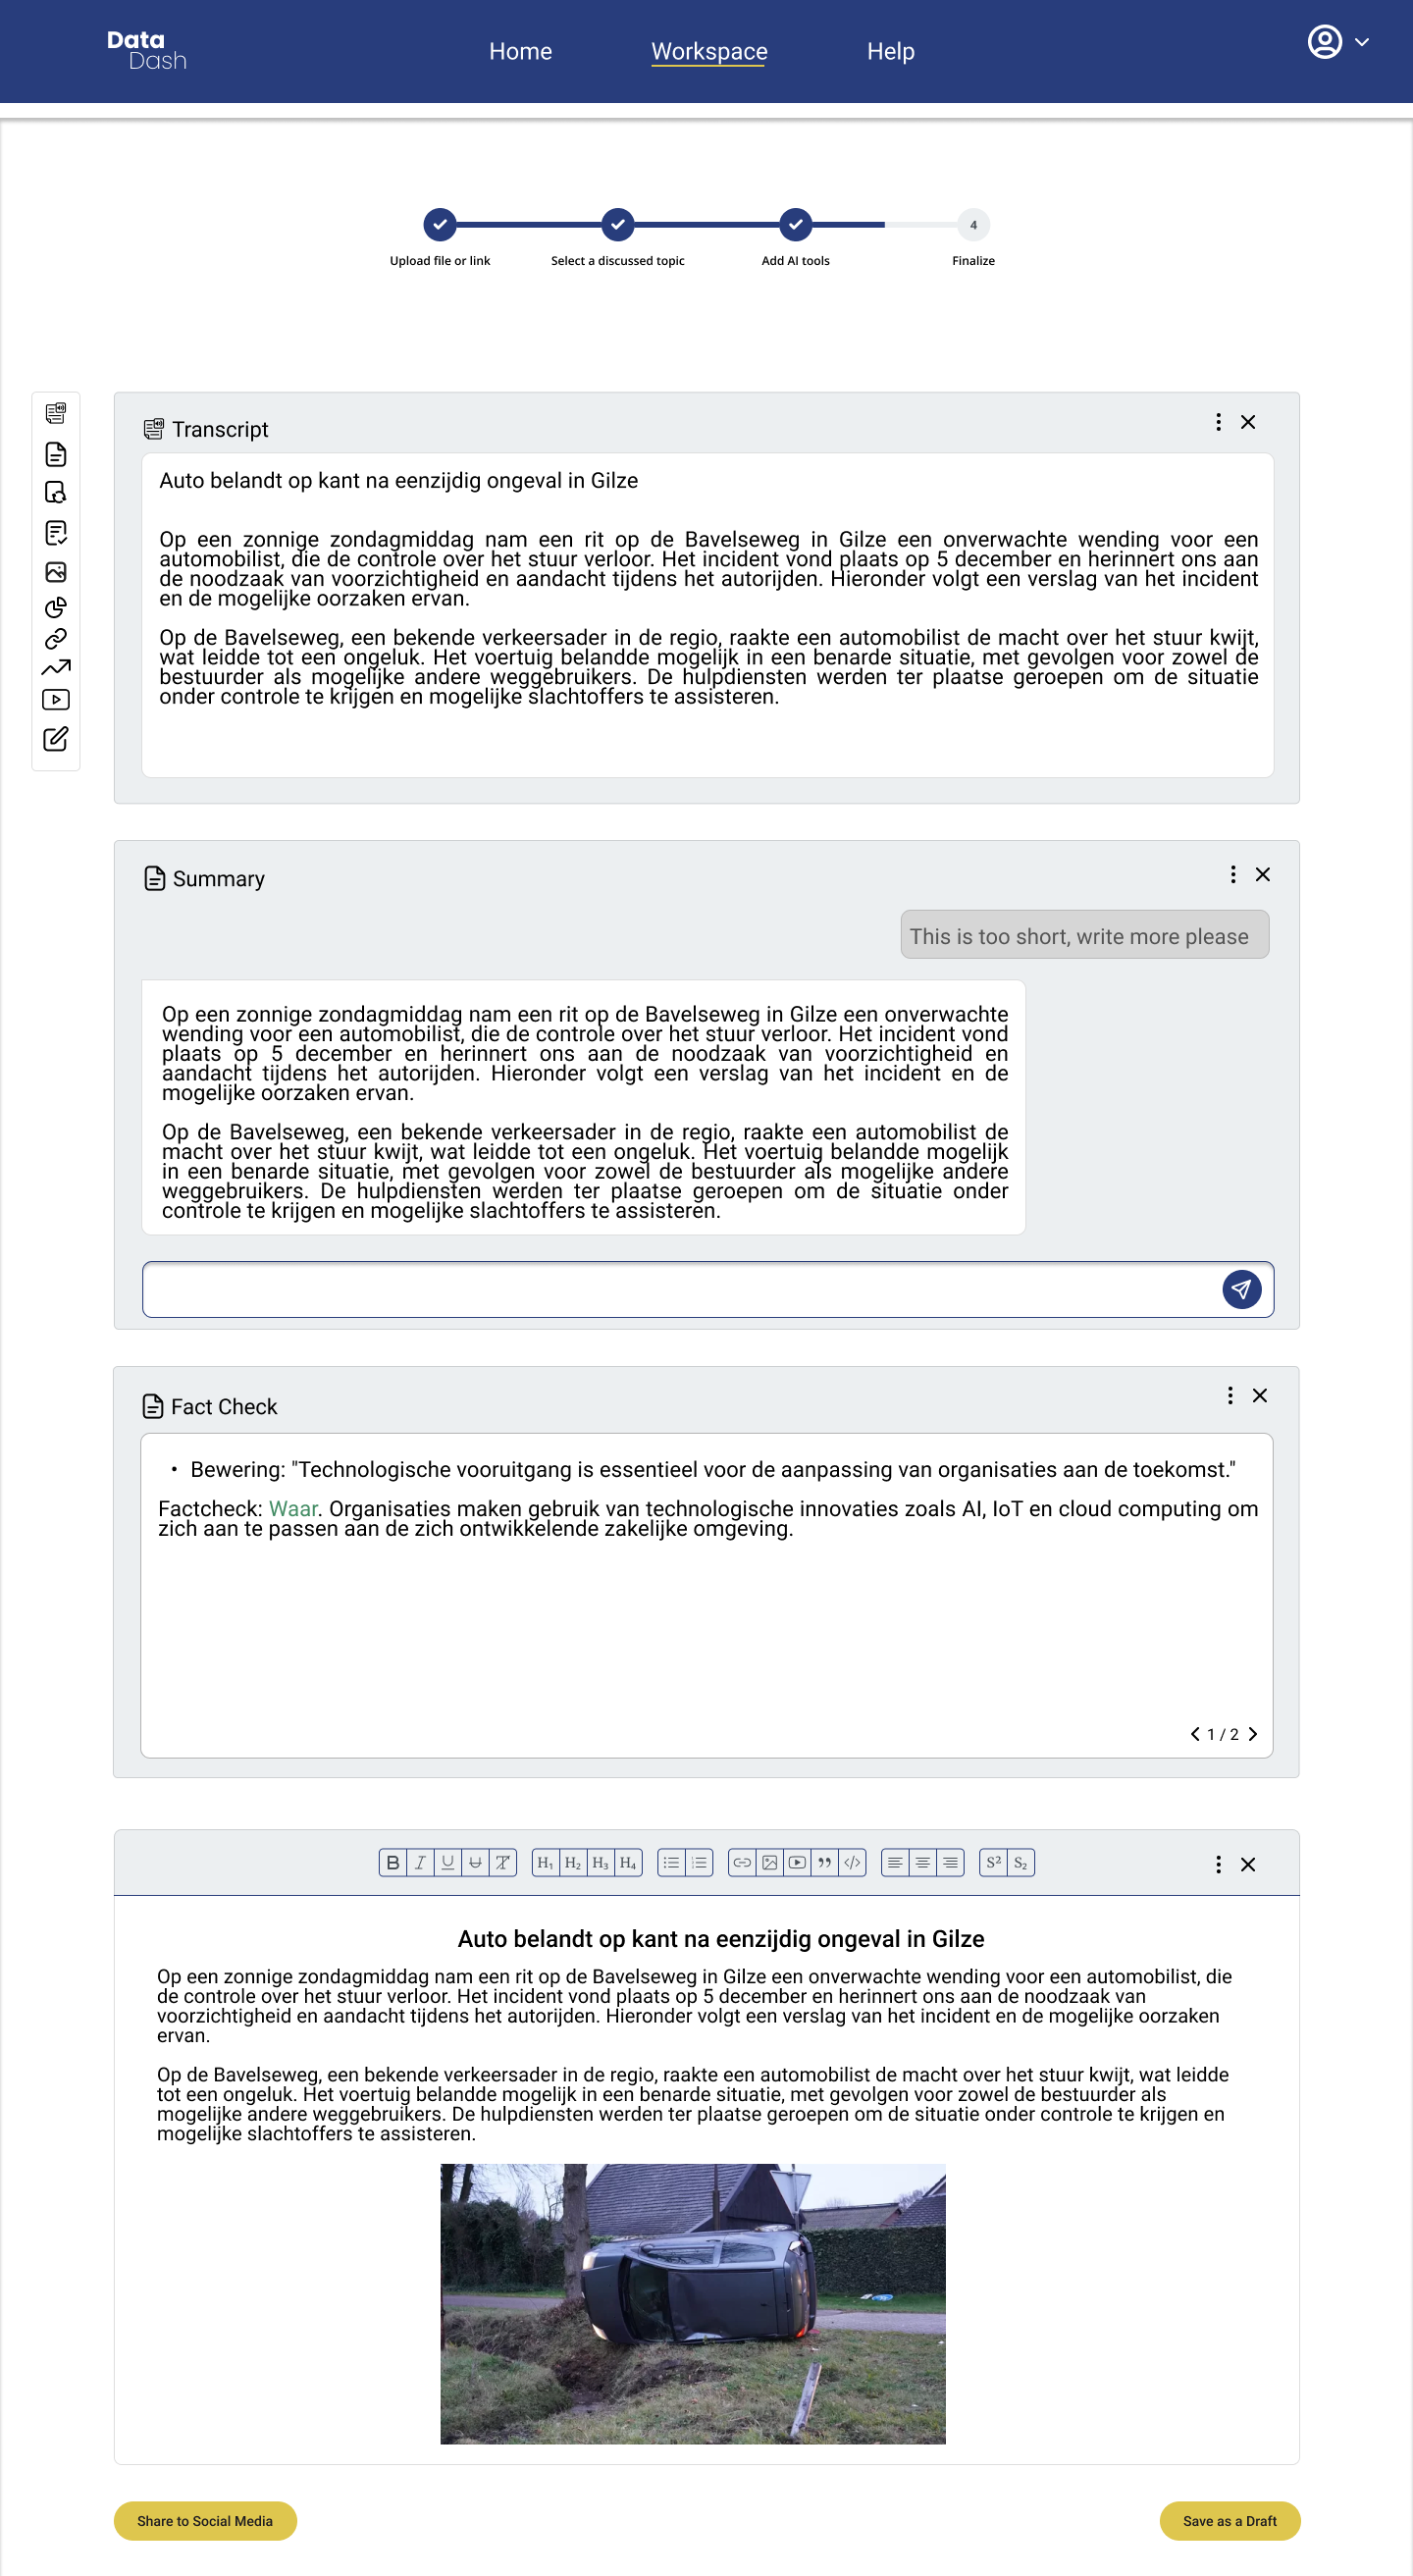 Data
Dash
Home
Workspace
Help
4
Upload file or link
Select a discussed topic
Add AI tools
Finalize
Transcript
Auto belandt op kant na eenzijdig ongeval in Gilze
Op een zonnige zondagmiddag nam een rit op de Bavelseweg in Gilze een onverwachte wending voor een
automobilist, die de controle over het stuur verloor. Het incident vond plaats op 5 december en herinnert ons aan
de noodzaak van voorzichtigheid en aandacht tijdens het autorijden. Hieronder volgt een verslag van het incident
en de mogelijke oorzaken ervan.
Op de Bavelseweg, een bekende verkeersader in de regio, raakte een automobilist de macht over het stuur kwijt,
wat leidde tot een ongeluk. Het voertuig belandde mogelijk in een benarde situatie, met gevolgen voor zowel de
bestuurder als mogelijke andere weggebruikers. De hulpdiensten werden ter plaatse geroepen om de situatie
onder controle te krijgen en mogelijke slachtoffers te assisteren.
Summary
This is too short, write more please
Op een zonnige zondagmiddag nam een rit op de Bavelseweg in Gilze een onverwachte
wending voor een automobilist, die de controle over het stuur verloor. Het incident vond
plaats op 5 december en herinnert ons aan de noodzaak van voorzichtigheid en
aandacht tijdens het autorijden. Hieronder volgt een verslag van het incident en de
mogelijke oorzaken ervan.
Op de Bavelseweg, een bekende verkeersader in de regio, raakte een automobilist de
macht over het stuur kwijt, wat leidde tot een ongeluk. Het voertuig belandde mogelijk
in een benarde situatie, met gevolgen voor zowel de bestuurder als mogelijke andere
weggebruikers. De hulpdiensten werden ter plaatse geroepen om de situatie onder
controle te krijgen en mogelijke slachtoffers te assisteren.
Fact Check
• Bewering: "Technologische vooruitgang is essentieel voor de aanpassing van organisaties aan de toekomst."
Factcheck: Waar. Organisaties maken gebruik van technologische innovaties zoals AI, IoT en cloud computing om
zich aan te passen aan de zich ontwikkelende zakelijke omgeving.
1 / 2
B I U T H1 H2 H3 H4 S² S₂
Auto belandt op kant na eenzijdig ongeval in Gilze
Op een zonnige zondagmiddag nam een rit op de Bavelseweg in Gilze een onverwachte wending voor een automobilist, die
de controle over het stuur verloor. Het incident vond plaats op 5 december en herinnert ons aan de noodzaak van
voorzichtigheid en aandacht tijdens het autorijden. Hieronder volgt een verslag van het incident en de mogelijke oorzaken
ervan.
Op de Bavelseweg, een bekende verkeersader in de regio, raakte een automobilist de macht over het stuur kwijt, wat leidde
tot een ongeluk. Het voertuig belandde mogelijk in een benarde situatie, met gevolgen voor zowel de bestuurder als
mogelijke andere weggebruikers. De hulpdiensten werden ter plaatse geroepen om de situatie onder controle te krijgen en
mogelijke slachtoffers te assisteren.
Share to Social Media
Save as a Draft